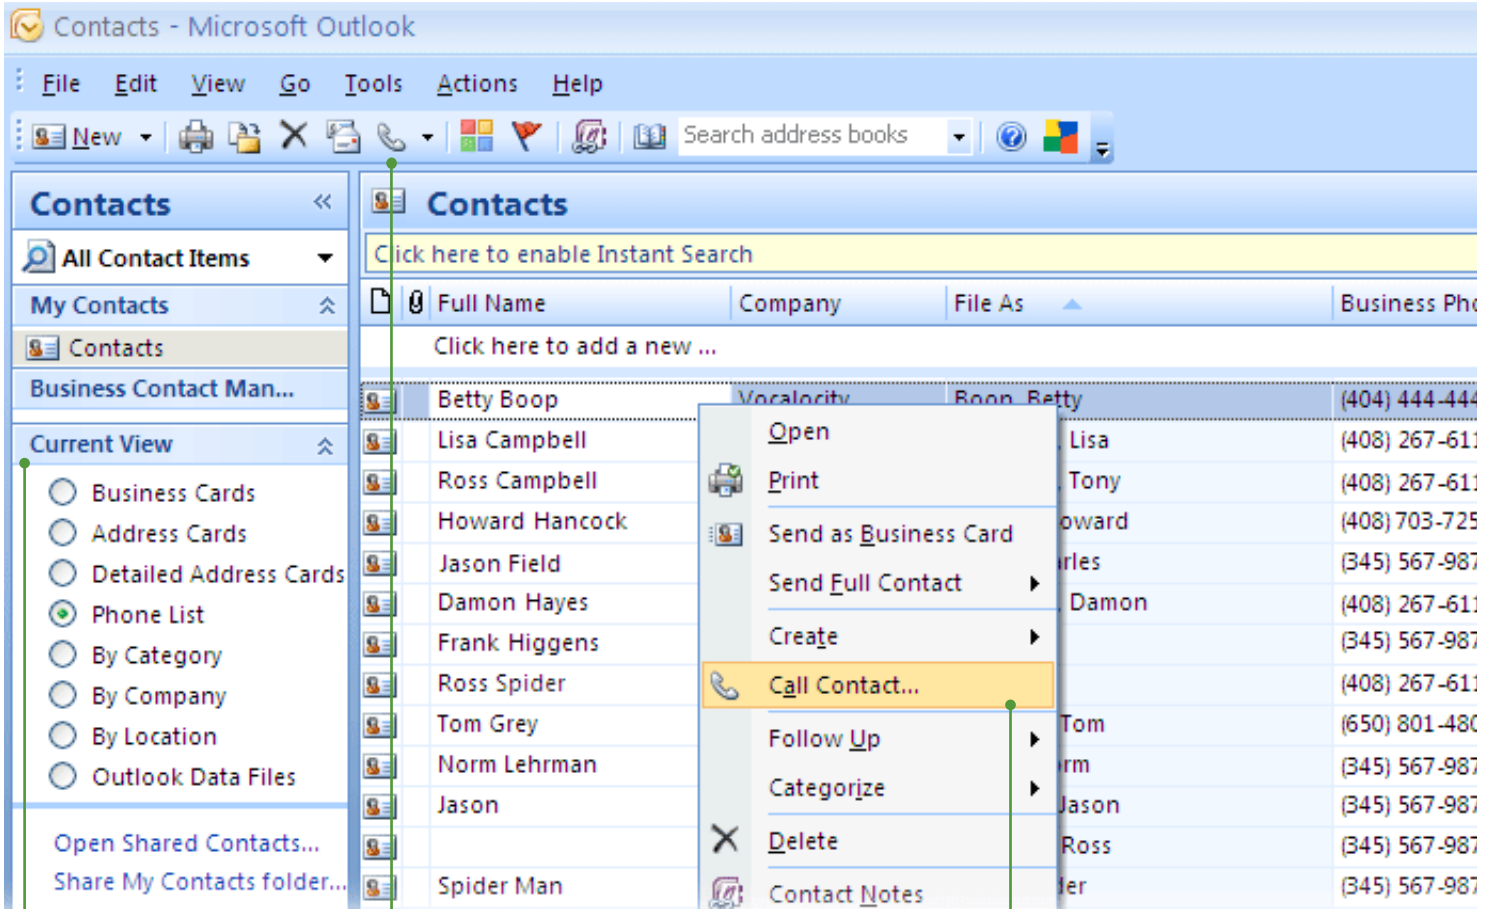 Contacts - Microsoft Outlook
File Edit View Go Tools Actions Help
New Search address books
Contacts «
All Contact Items
My Contacts
Contacts
Business Contact Man...
Current View
Business Cards
Address Cards
Detailed Address Cards
Phone List
By Category
By Company
By Location
Outlook Data Files
Open Shared Contacts...
Share My Contacts folder...
Contacts
Click here to enable Instant Search
Full Name Company File As Business Pho
Click here to add a new ...
Betty Boop Vocalocity Boop, Betty (404) 444-444
Lisa Campbell , Lisa (408) 267-611
Ross Campbell , Tony (408) 267-611
Howard Hancock oward (408) 703-725
Jason Field rles (345) 567-987
Damon Hayes , Damon (408) 267-611
Frank Higgens (345) 567-987
Ross Spider (408) 267-611
Tom Grey Tom (650) 801-480
Norm Lehrman rm (345) 567-987
Jason Jason (345) 567-987
Ross (345) 567-987
Spider Man der (345) 567-987
Open
Print
Send as Business Card
Send Full Contact
Create
Call Contact...
Follow Up
Categorize
Delete
Contact Notes